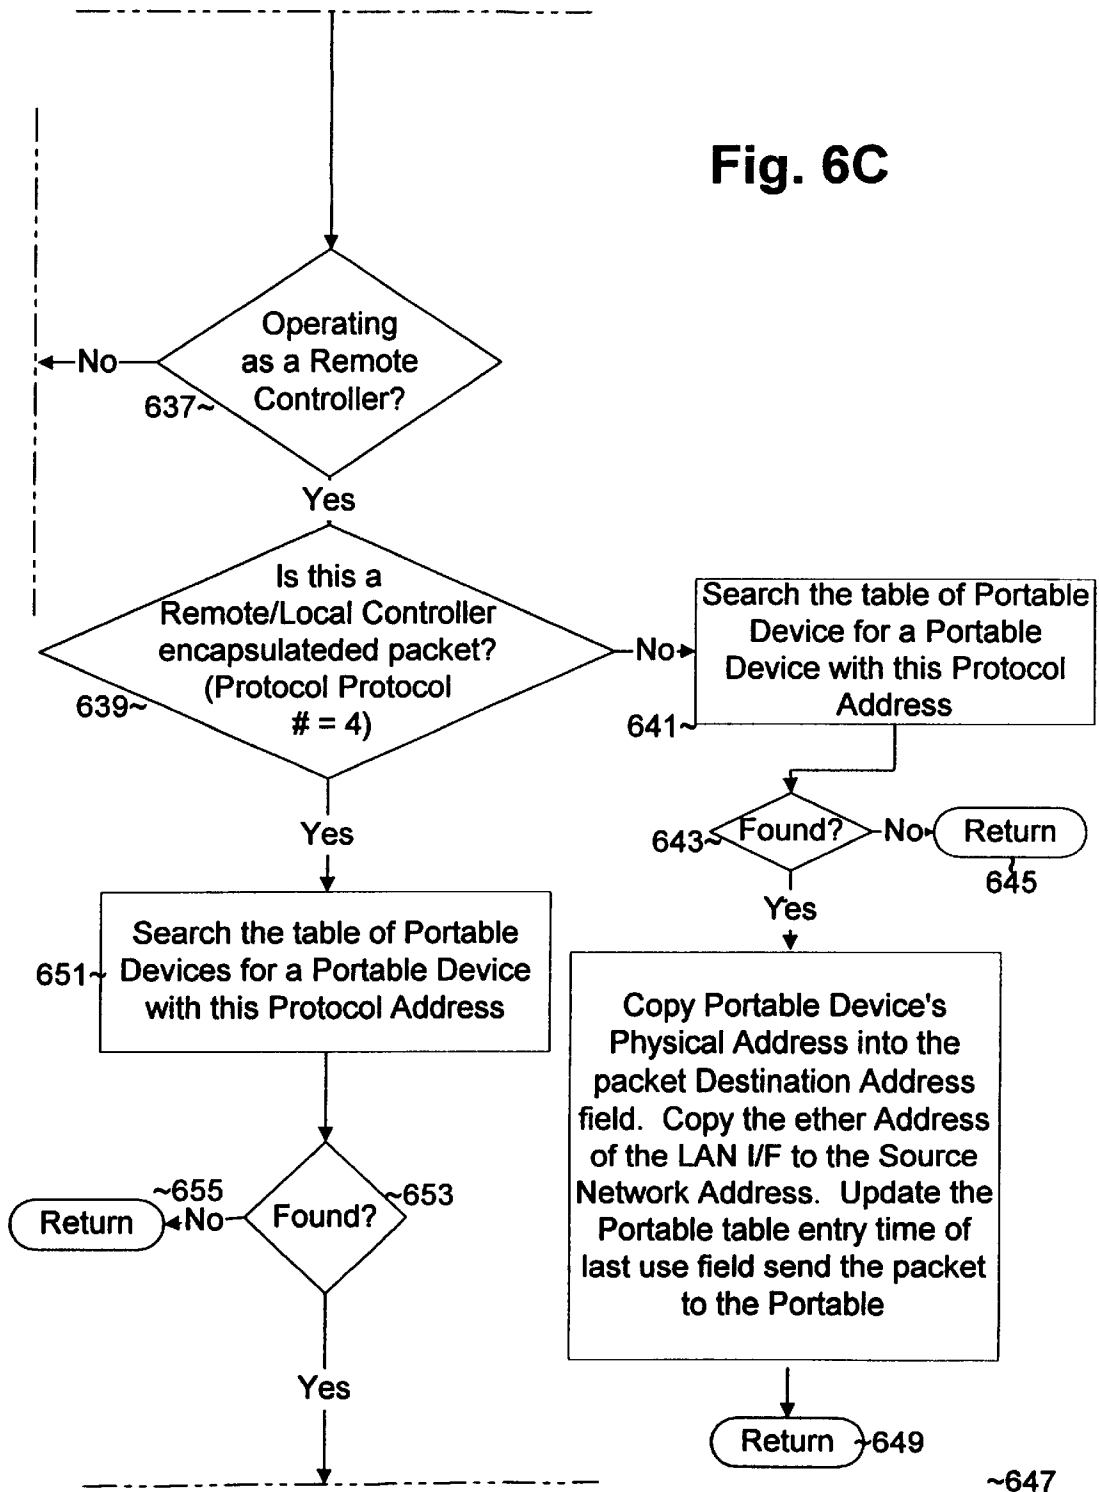 Fig. 6C
Operating
as a Remote
Controller?
No
637~
Yes
Is this a
Remote/Local Controller
encapsulateded packet?
(Protocol Protocol
# = 4)
639~
No
Search the table of Portable
Device for a Portable
Device with this Protocol
Address
641~
Found?
643~
No
Return
645
Yes
Copy Portable Device's
Physical Address into the
packet Destination Address
field. Copy the ether Address
of the LAN I/F to the Source
Network Address. Update the
Portable table entry time of
last use field send the packet
to the Portable
Return
~649
~647
Yes
Search the table of Portable
Devices for a Portable Device
with this Protocol Address
651~
Found?
~653
No
~655
Return
Yes